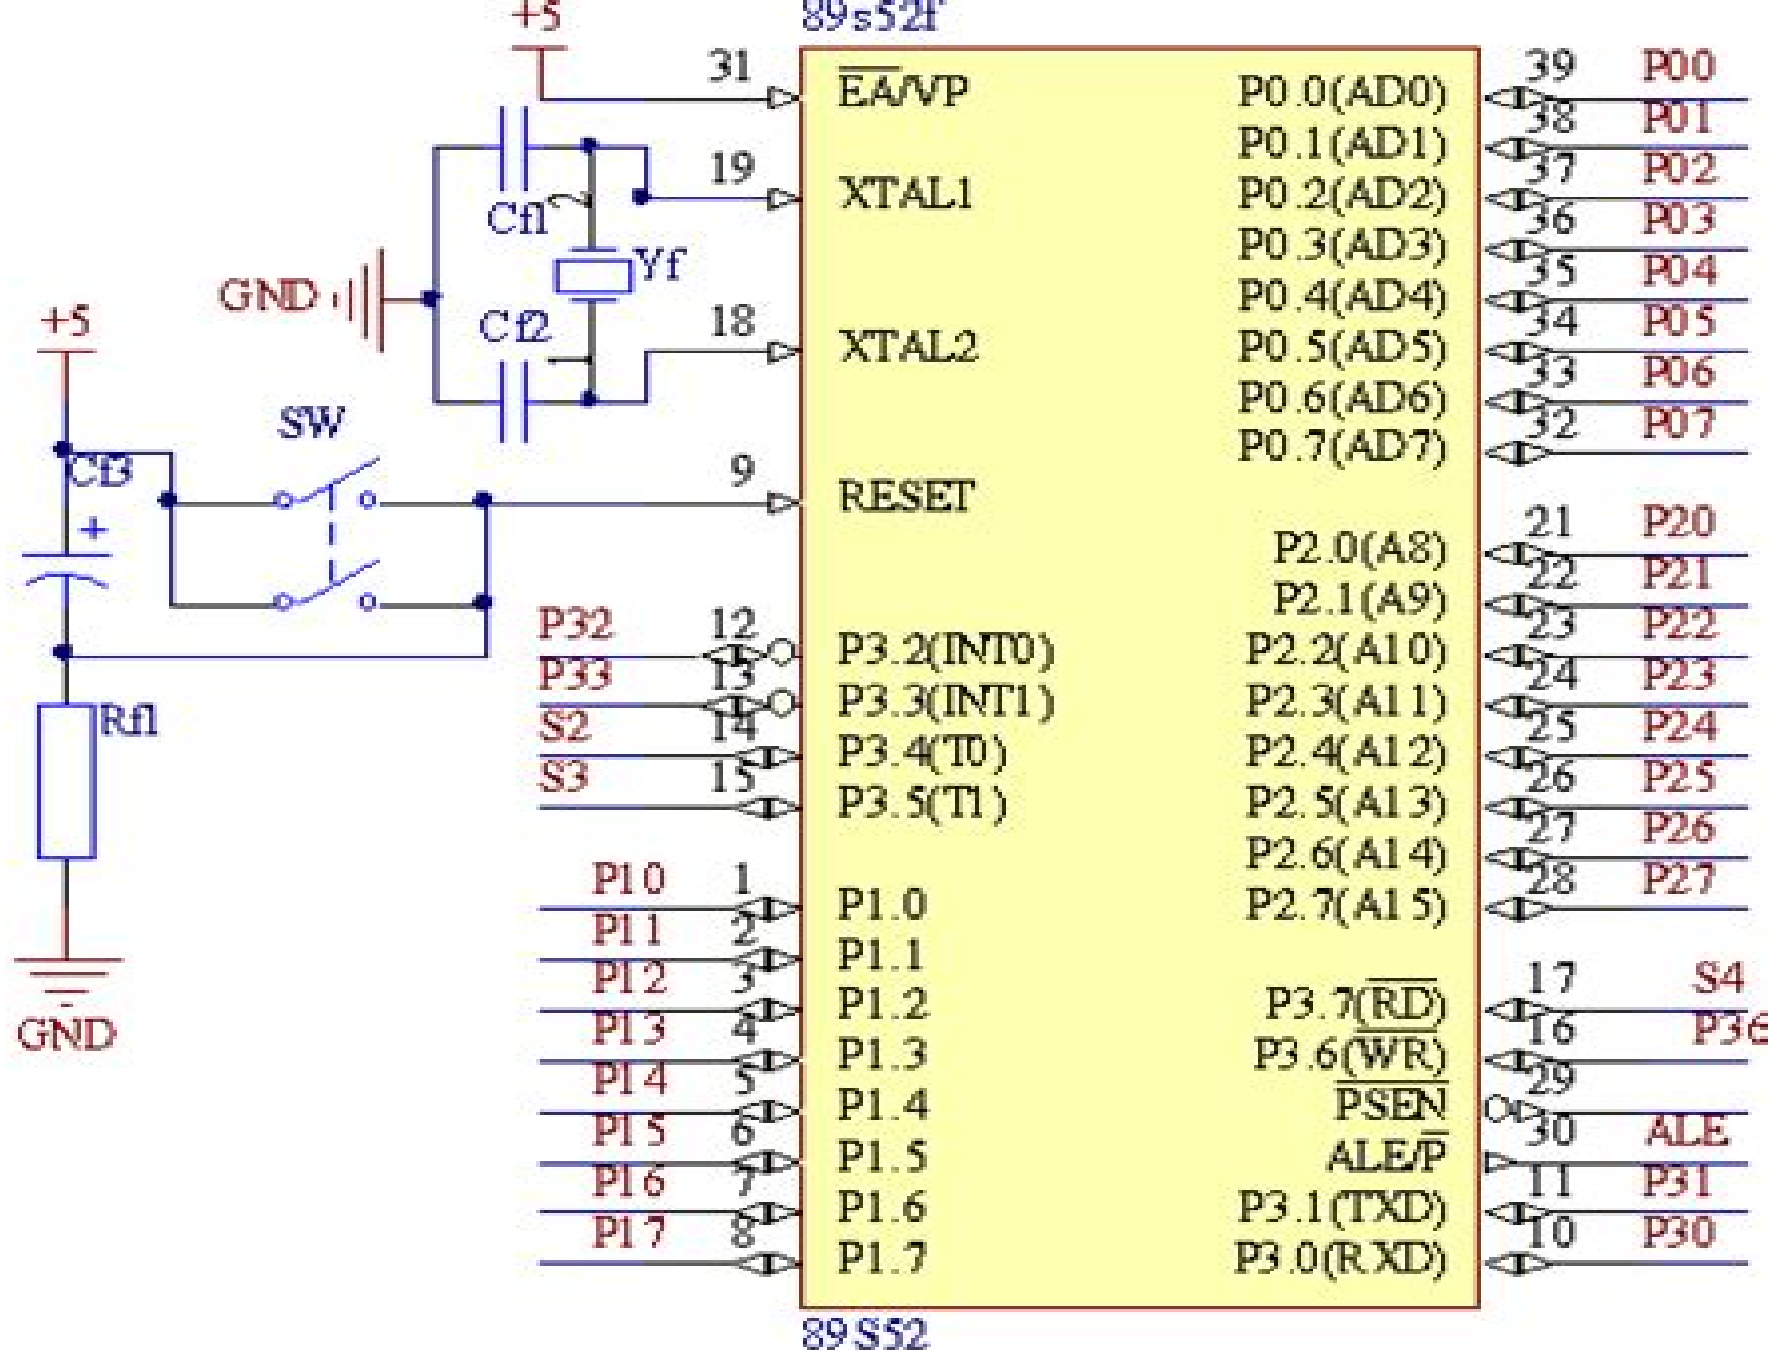 +5
89s52f
31
EA/VP
P0.0(AD0)
39
P00
P0.1(AD1)
38
P01
19
XTAL1
P0.2(AD2)
37
P02
Cf1
2
P0.3(AD3)
36
P03
Yf
GND
P0.4(AD4)
35
P04
+5
Cf2
1
18
XTAL2
P0.5(AD5)
34
P05
P0.6(AD6)
33
P06
SW
P0.7(AD7)
32
P07
Cf3
+
9
RESET
P2.0(A8)
21
P20
P2.1(A9)
22
P21
P32
12
P3.2(INT0)
P2.2(A10)
23
P22
P33
13
P3.3(INT1)
P2.3(A11)
24
P23
Rf1
S2
14
P3.4(T0)
P2.4(A12)
25
P24
S3
15
P3.5(T1)
P2.5(A13)
26
P25
P2.6(A14)
27
P26
P10
1
P1.0
P2.7(A15)
28
P27
P11
2
P1.1
P12
3
P1.2
P3.7(RD)
17
S4
GND
P13
4
P1.3
P3.6(WR)
16
P36
P14
5
P1.4
PSEN
29
P15
6
P1.5
ALE/P
30
ALE
P16
7
P1.6
P3.1(TXD)
11
P31
P17
8
P1.7
P3.0(RXD)
10
P30
89S52